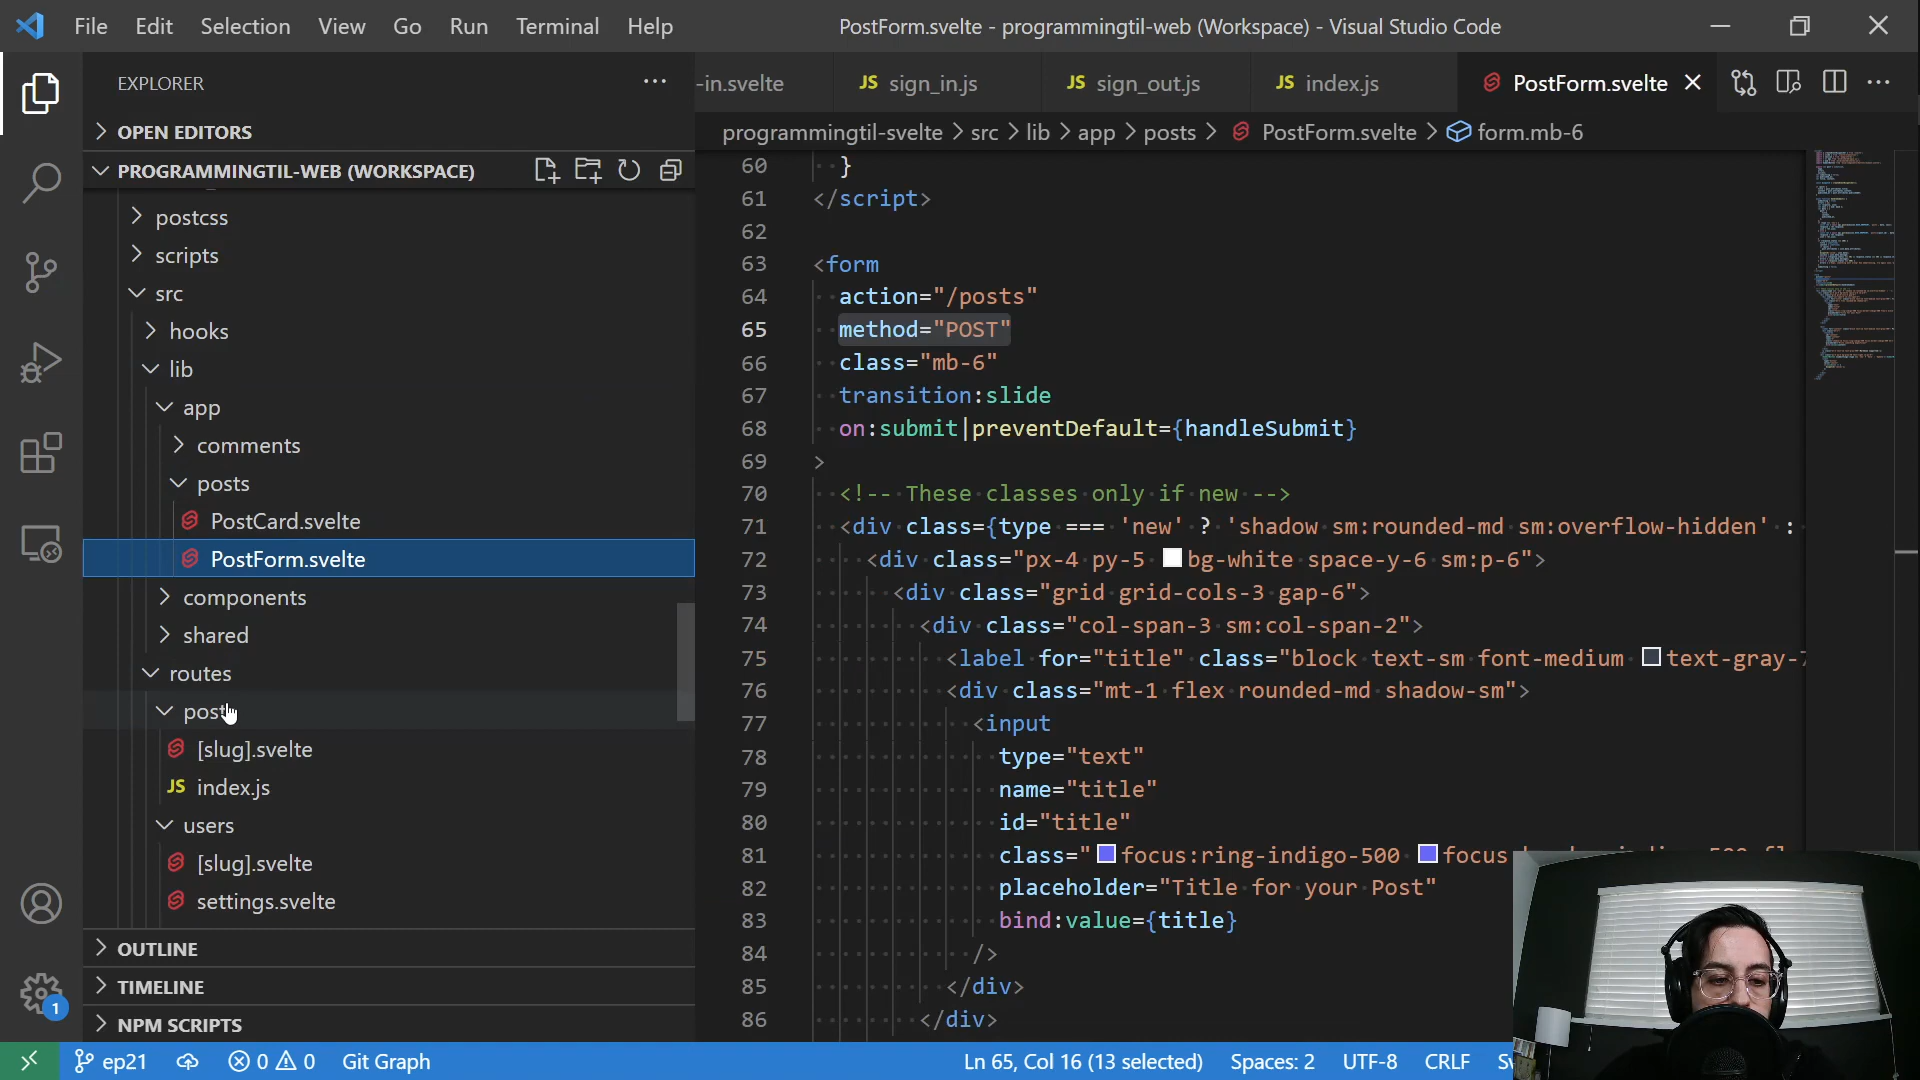 File Edit Selection View Go Run Terminal Help
PostForm.svelte - programmingtil-web (Workspace) - Visual Studio Code
EXPLORER
OPEN EDITORS
PROGRAMMINGTIL-WEB (WORKSPACE)
postcss
scripts
src
hooks
lib
app
comments
posts
PostCard.svelte
PostForm.svelte
components
shared
routes
post
[slug].svelte
index.js
users
[slug].svelte
settings.svelte
OUTLINE
TIMELINE
NPM SCRIPTS
1
-in.svelte JS sign_in.js JS sign_out.js JS index.js PostForm.svelte
programmingtil-svelte > src > lib > app > posts > PostForm.svelte > form.mb-6
60 }
61 </script>
62
63 <form
64 action="/posts"
65 method="POST"
66 class="mb-6"
67 transition:slide
68 on:submit|preventDefault={handleSubmit}
69 >
70 <!-- These classes only if new -->
71 <div class={type === 'new' ? 'shadow sm:rounded-md sm:overflow-hidden' :
72 <div class="px-4 py-5 bg-white space-y-6 sm:p-6">
73 <div class="grid grid-cols-3 gap-6">
74 <div class="col-span-3 sm:col-span-2">
75 <label for="title" class="block text-sm font-medium text-gray-7
76 <div class="mt-1 flex rounded-md shadow-sm">
77 <input
78 type="text"
79 name="title"
80 id="title"
81 class="focus:ring-indigo-500 focus
82 placeholder="Title for your Post"
83 bind:value={title}
84 />
85 </div>
86 </div>
ep21 0 0 Git Graph Ln 65, Col 16 (13 selected) Spaces: 2 UTF-8 CRLF